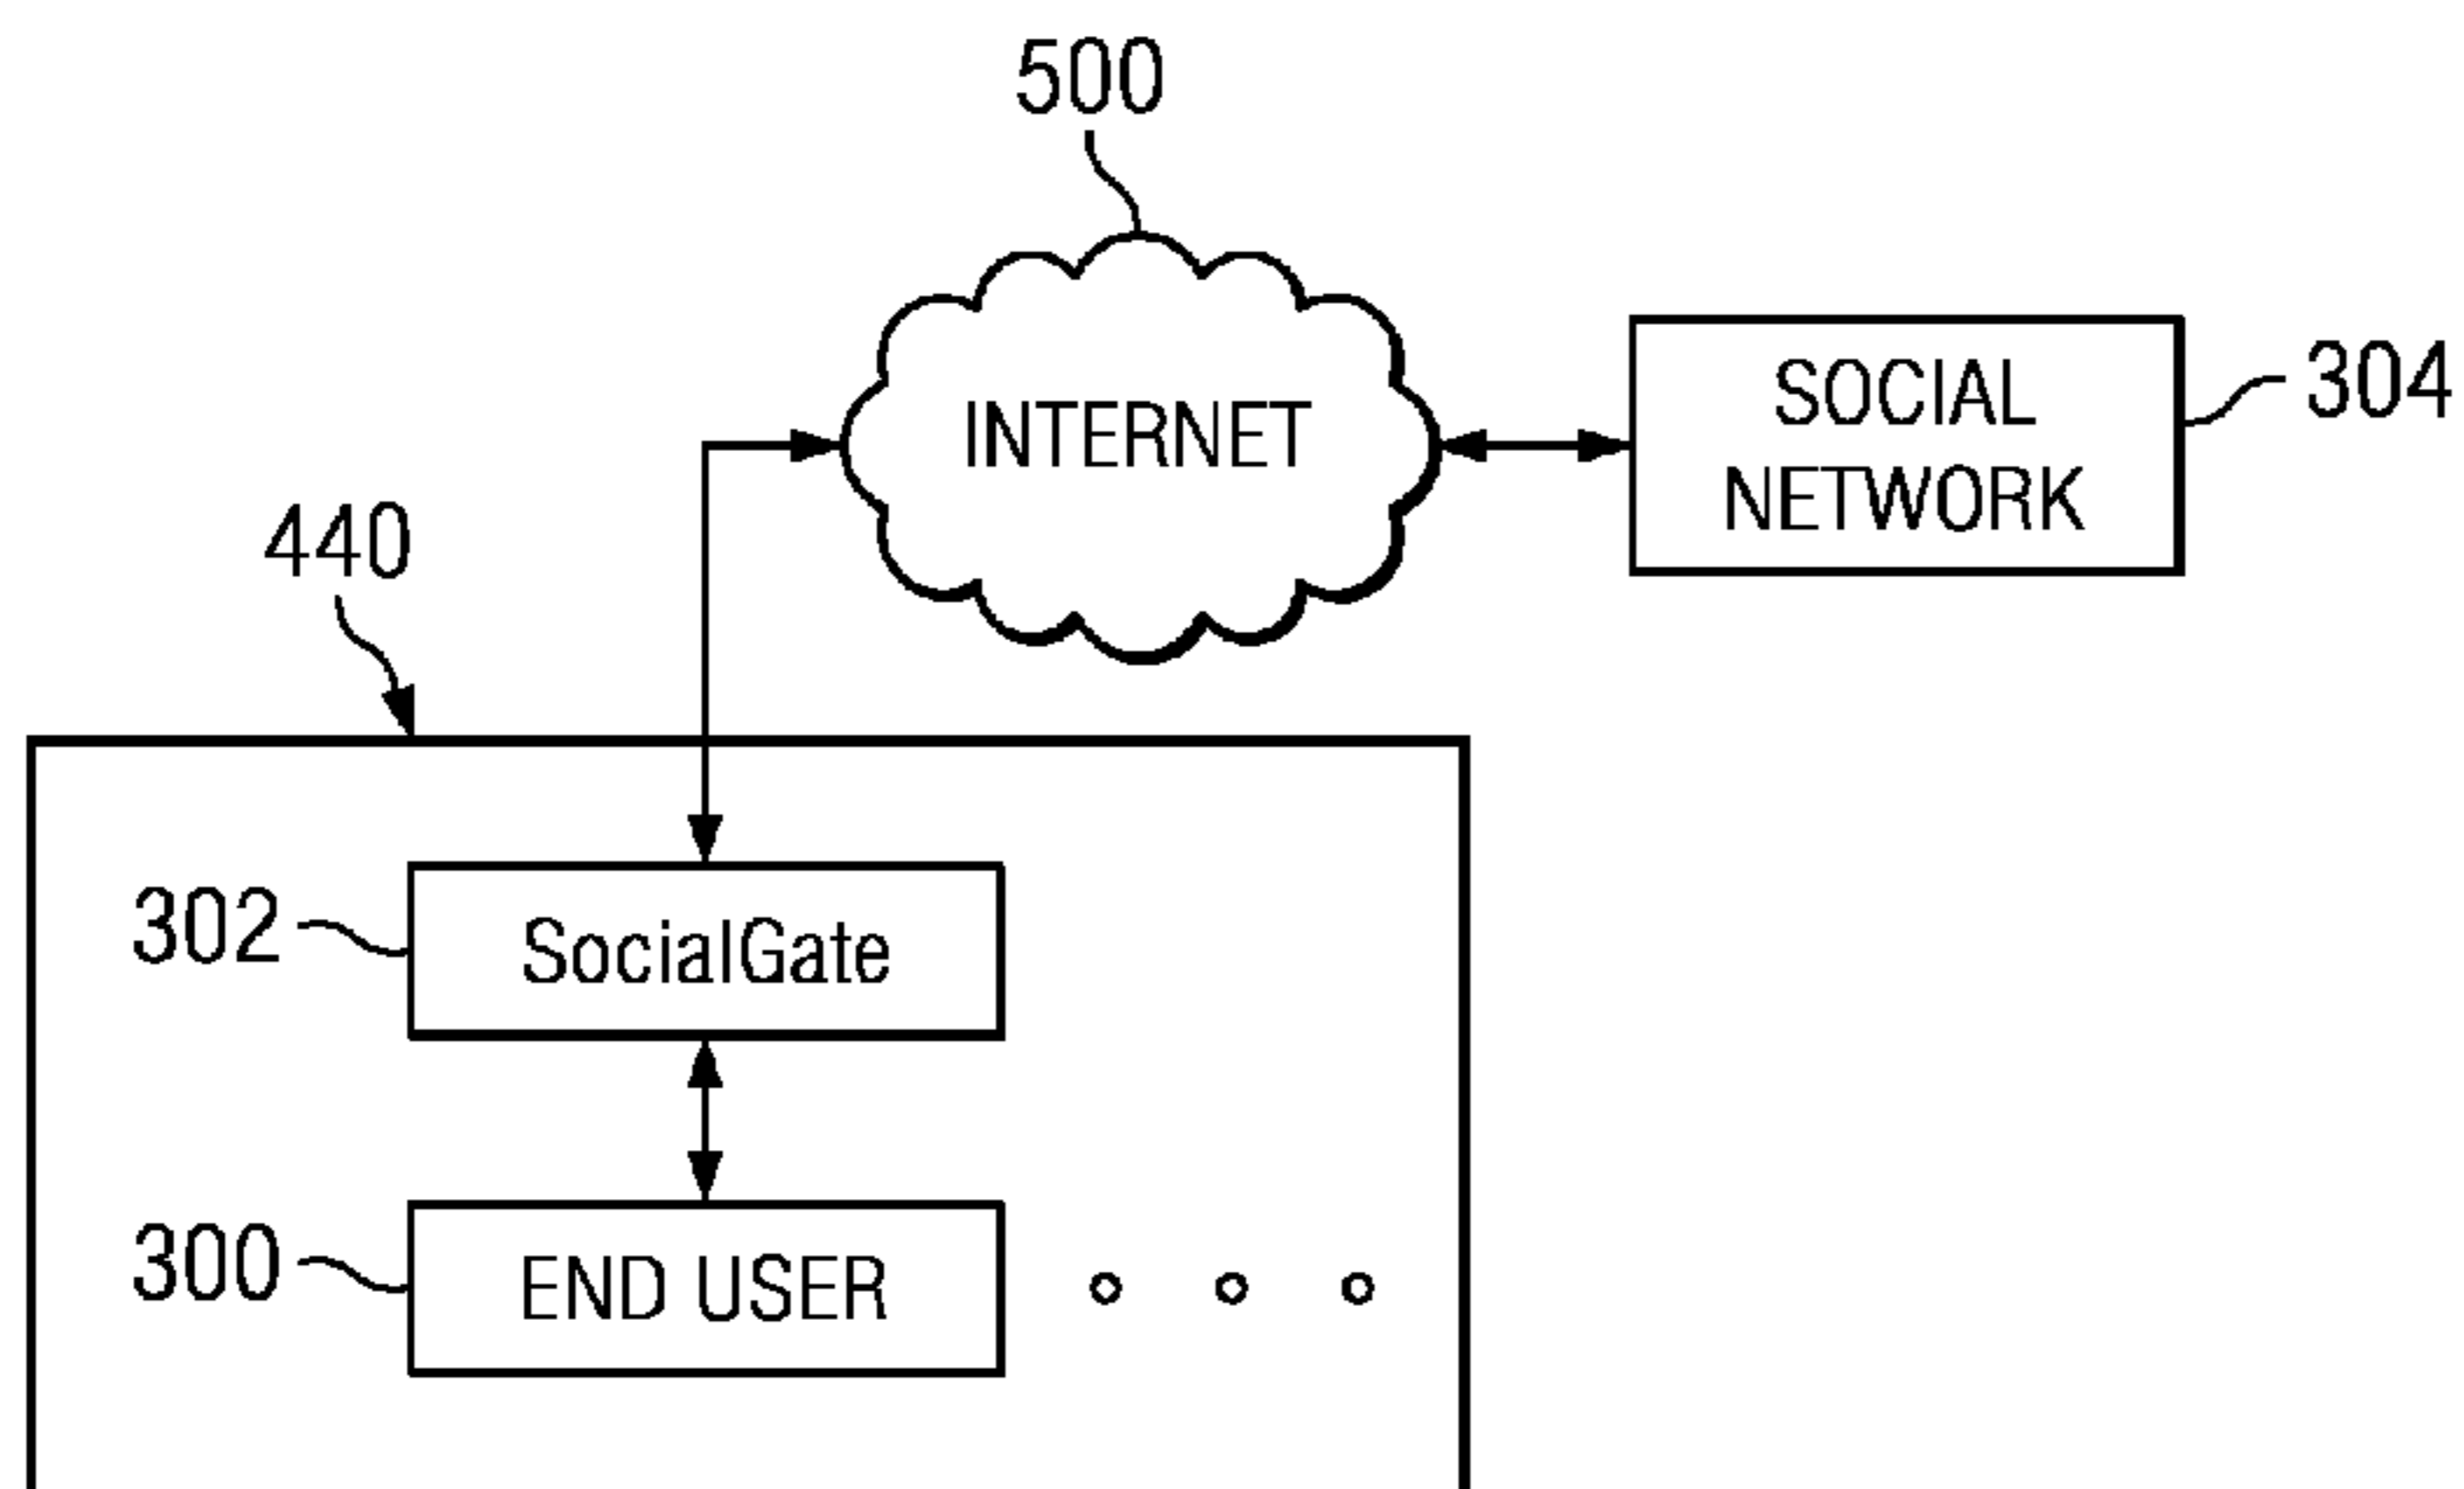 500
INTERNET
SOCIAL
NETWORK
304
440
302
SocialGate
300
END USER